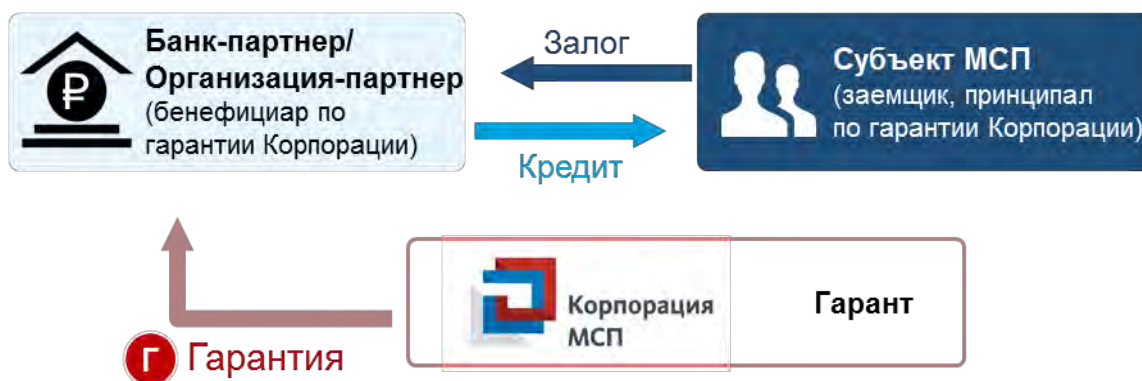 Банк-партнер/
Организация-партнер
(бенефициар по
гарантии Корпорации)
Залог
Кредит
Субъект МСП
(заемщик, принципал
по гарантии Корпорации)
Корпорация
МСП
Гарант
Г Гарантия